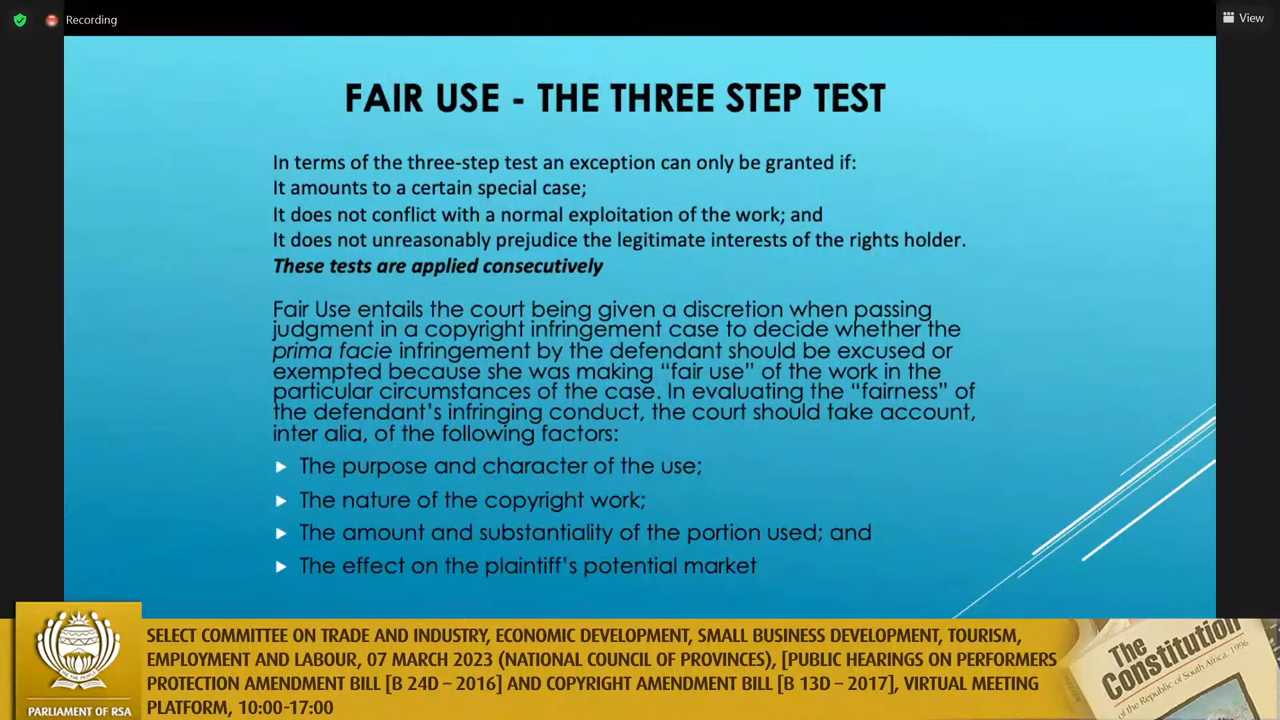 Recording
View
FAIR USE - THE THREE STEP TEST
In terms of the three-step test an exception can only be granted if:
It amounts to a certain special case;
It does not conflict with a normal exploitation of the work; and
It does not unreasonably prejudice the legitimate interests of the rights holder.
These tests are applied consecutively
Fair Use entails the court being given a discretion when passing
judgment in a copyright infringement case to decide whether the
prima facie infringement by the defendant should be excused or
exempted because she was making “fair use” of the work in the
particular circumstances of the case. In evaluating the “fairness” of
the defendant’s infringing conduct, the court should take account,
inter alia, of the following factors:
The purpose and character of the use;
The nature of the copyright work;
The amount and substantiality of the portion used; and
The effect on the plaintiff’s potential market
SELECT COMMITTEE ON TRADE AND INDUSTRY, ECONOMIC DEVELOPMENT, SMALL BUSINESS DEVELOPMENT, TOURISM,
EMPLOYMENT AND LABOUR, 07 MARCH 2023 (NATIONAL COUNCIL OF PROVINCES), [PUBLIC HEARINGS ON PERFORMERS
PROTECTION AMENDMENT BILL [B 24D – 2016] AND COPYRIGHT AMENDMENT BILL [B 13D – 2017], VIRTUAL MEETING
PLATFORM, 10:00-17:00
PARLIAMENT OF RSA
The
Constitution
of the Republic of South Africa, 1996